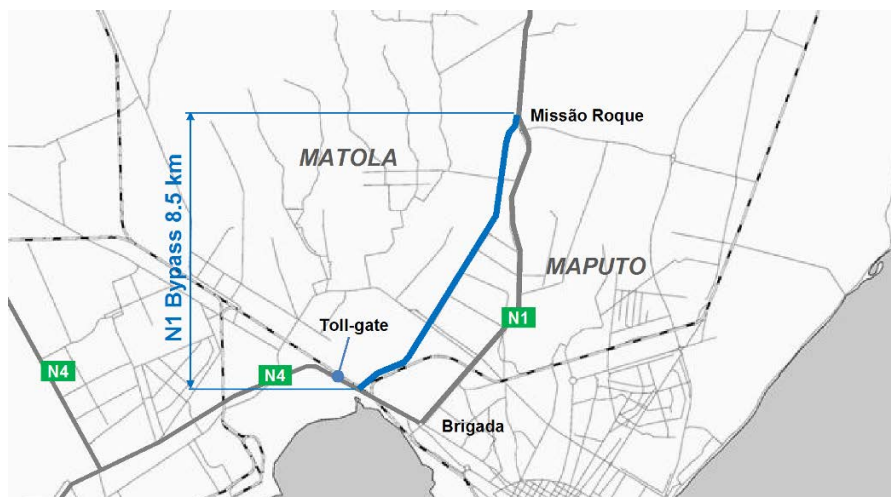 Missão Roque
MATOLA
N1 Bypass 8.5 km
MAPUTO
N1
Toll-gate
N4
N4
Brigada